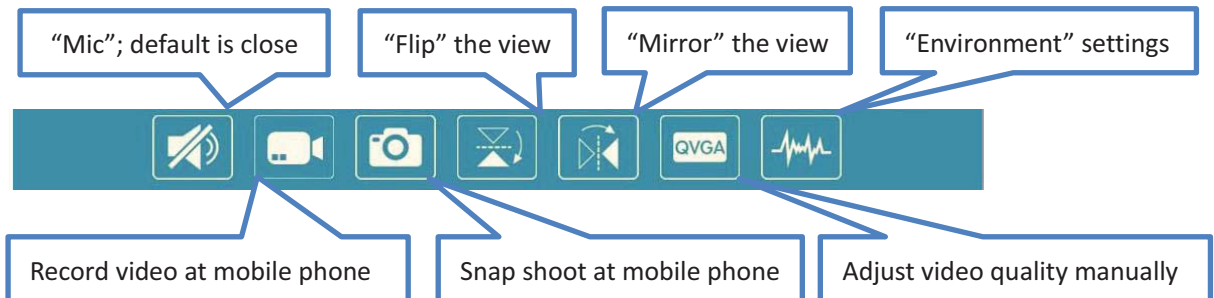 “Mic”; default is close
“Flip” the view
“Mirror” the view
“Environment” settings
QVGA
Record video at mobile phone
Snap shoot at mobile phone
Adjust video quality manually